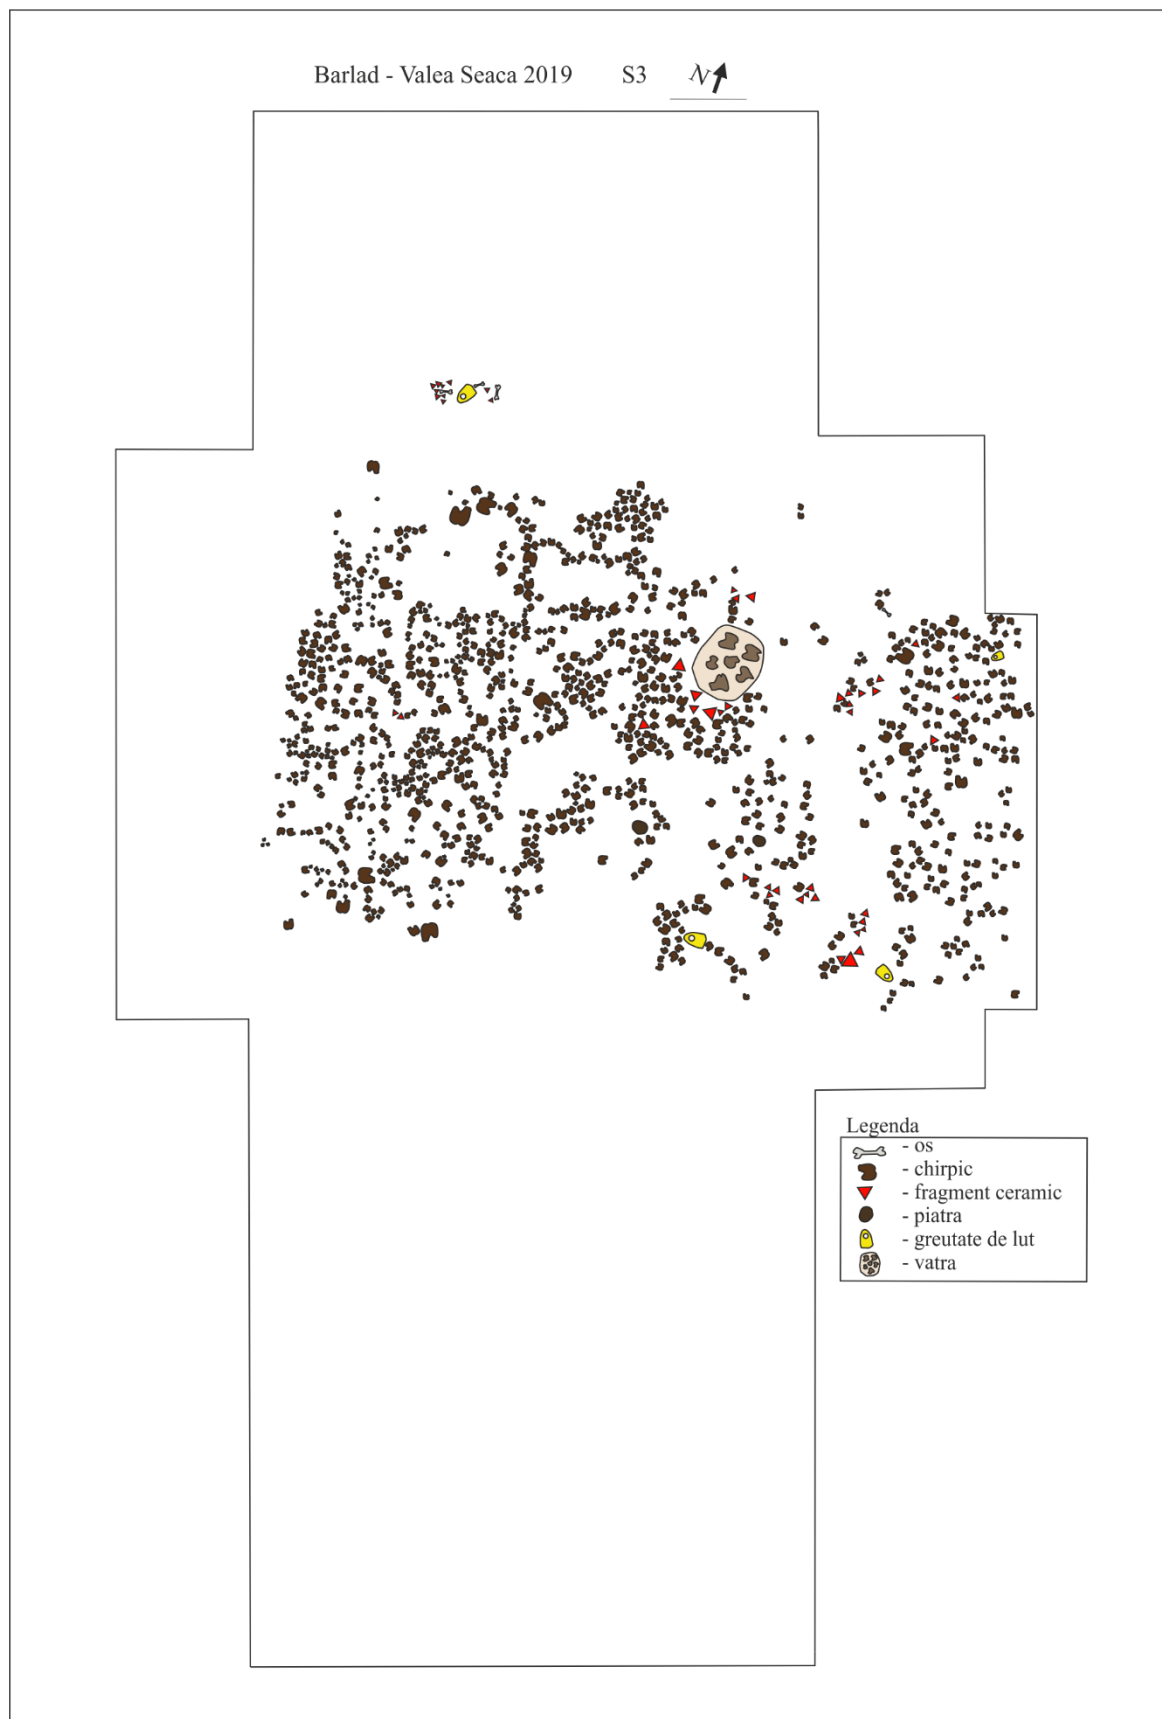 Barlad - Valea Seaca 2019 S3 N
Legenda
- os
- chirpic
- fragment ceramic
- piatra
- greutate de lut
- vatra